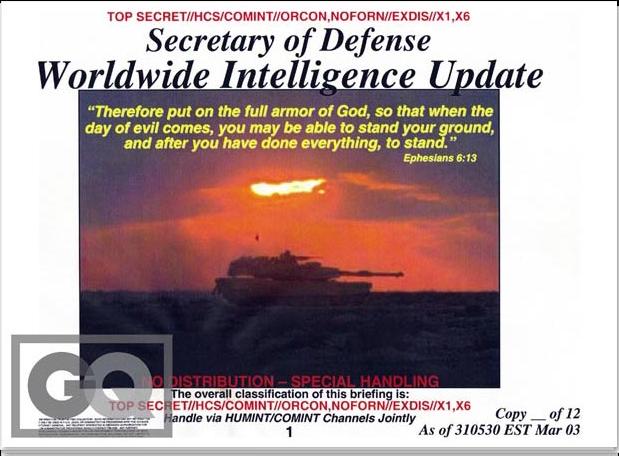 TOP SECRET//HCS/COMINT//ORCON,NOFORN//EXDIS//X1,X6
Secretary of Defense
Worldwide Intelligence Update
“Therefore put on the full armor of God, so that when the
day of evil comes, you may be able to stand your ground,
and after you have done everything, to stand.”
Ephesians 6:13
GQ
NO DISTRIBUTION – SPECIAL HANDLING
The overall classification of this briefing is:
TOP SECRET//HCS/COMINT//ORCON,NOFORN//EXDIS//X1,X6
Handle via HUMINT/COMINT Channels Jointly
1
Copy __ of 12
As of 310530 EST Mar 03